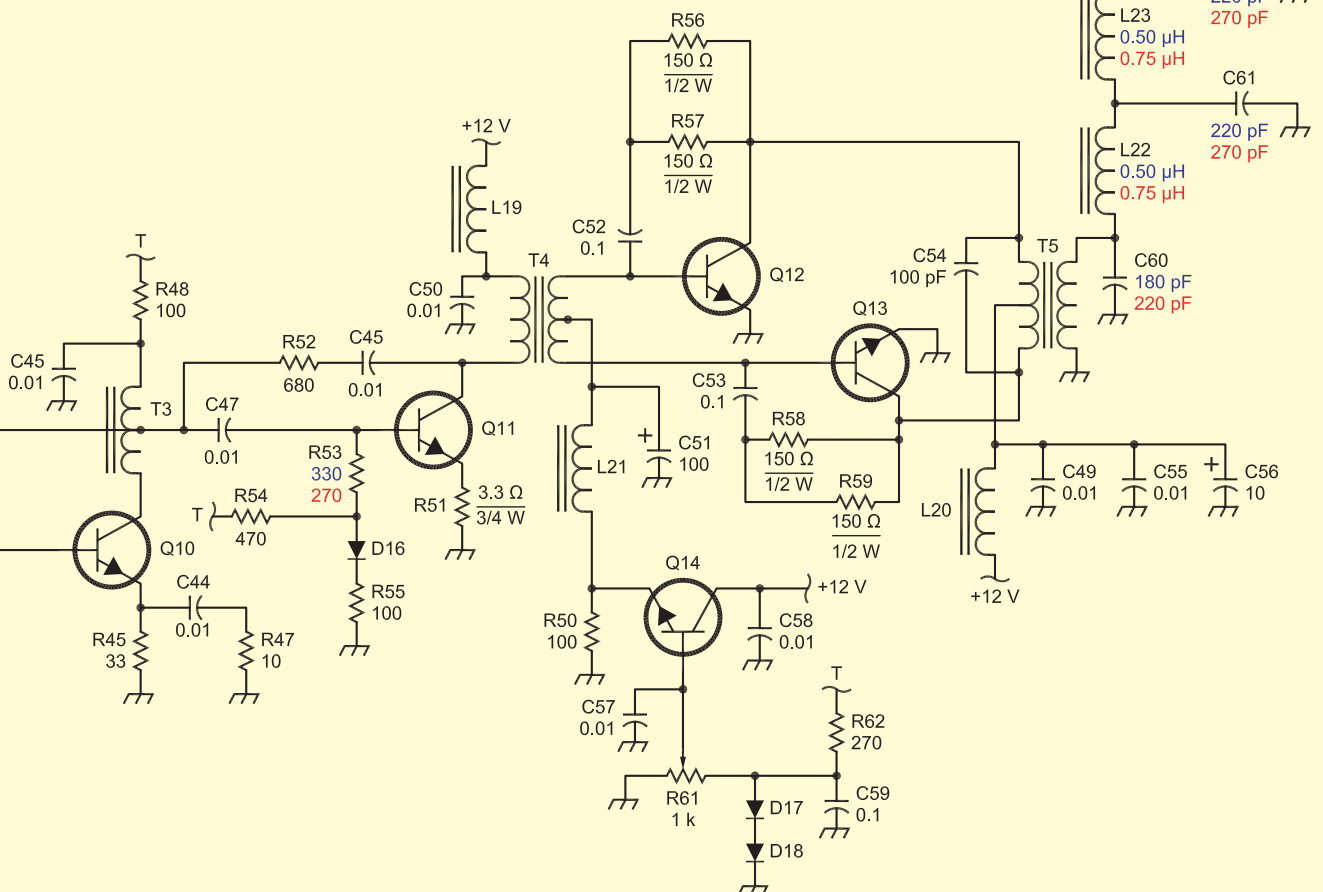 220 pF
270 pF
L23
0.50 µH
0.75 µH
C61
220 pF
270 pF
L22
0.50 µH
0.75 µH
R56
150 Ω
1/2 W
R57
150 Ω
1/2 W
+12 V
L19
C52
0.1
T
R48
100
T4
Q12
C54
100 pF
T5
C60
180 pF
220 pF
C50
0.01
Q13
C45
0.01
R52
680
C45
0.01
C53
0.1
T3
C47
0.01
Q11
R53
330
270
R58
150 Ω
1/2 W
C51
+
100
L21
R59
150 Ω
1/2 W
R54
T
470
R51
3.3 Ω
3/4 W
L20
C49
0.01
C55
0.01
+
C56
10
Q10
D16
Q14
+12 V
+12 V
C44
0.01
R55
100
R50
100
C58
0.01
R45
33
R47
10
T
C57
0.01
R62
270
R61
1 k
D17
C59
0.1
D18